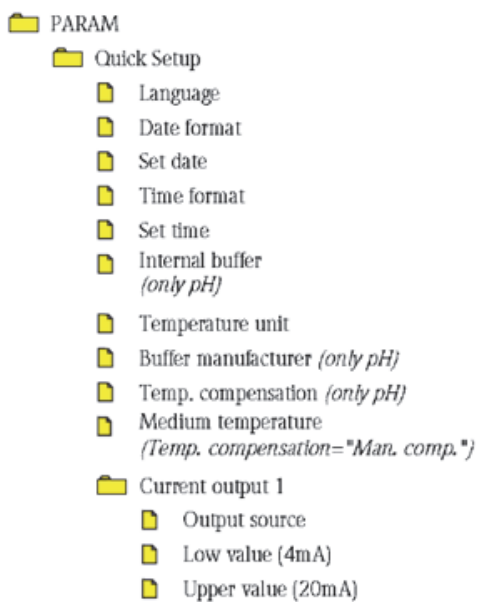 PARAM
Quick Setup
Language
Date format
Set date
Time format
Set time
Internal buffer
(only pH)
Temperature unit
Buffer manufacturer (only pH)
Temp. compensation (only pH)
Medium temperature
(Temp. compensation="Man. comp.")
Current output 1
Output source
Low value (4mA)
Upper value (20mA)